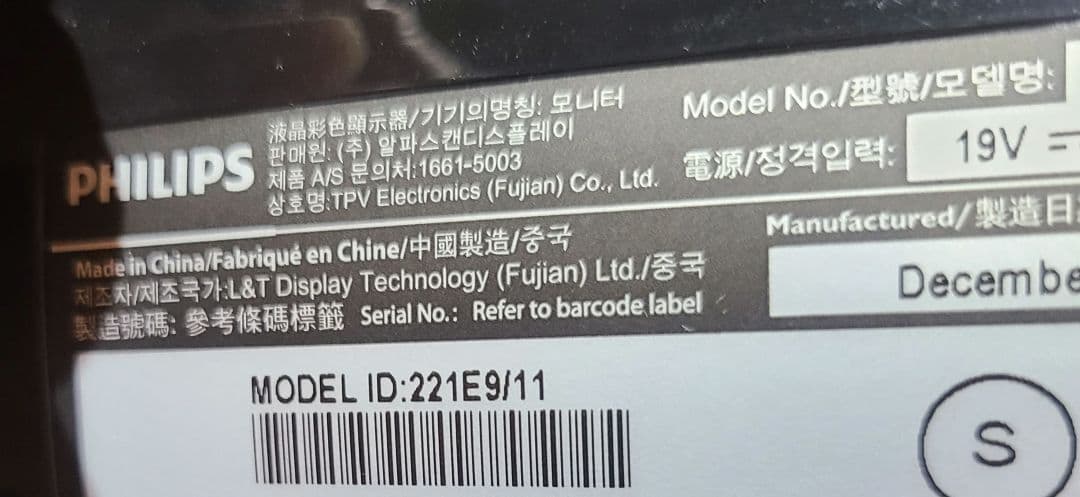 PHILIPS
液晶彩色顯示器/기기의명칭: 모니터
판매원: (주) 알파스캔디스플레이
제품 A/S 문의처:1661-5003
상호명:TPV Electronics (Fujian) Co., Ltd.
Model No./型號/모델명:
電源/정격입력: 19V
Made in China/Fabriqué en Chine/中國製造/중국
제조자/제조국가:L&T Display Technology (Fujian) Ltd./중국
製造號碼: 參考條碼標籤 Serial No.: Refer to barcode label
Manufactured/製造日
December
MODEL ID:221E9/11
S